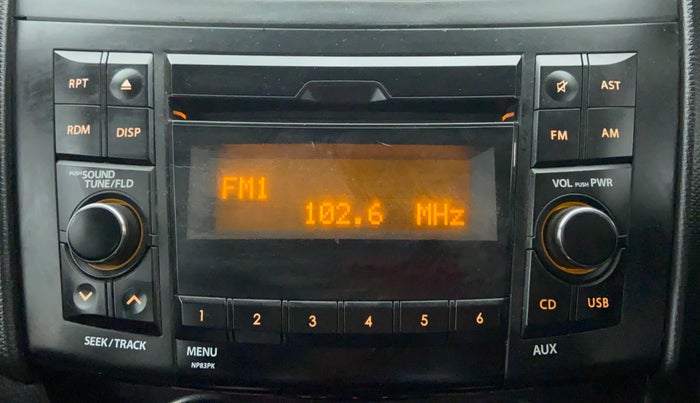 RPT
AST
RDM DISP
FM AM
PUSH SOUND
TUNE/FLD
VOL PUSH PWR
FM1
102.6 MHz
CD USB
1 2 3 4 5 6
SEEK/TRACK
MENU
NP83PK
AUX